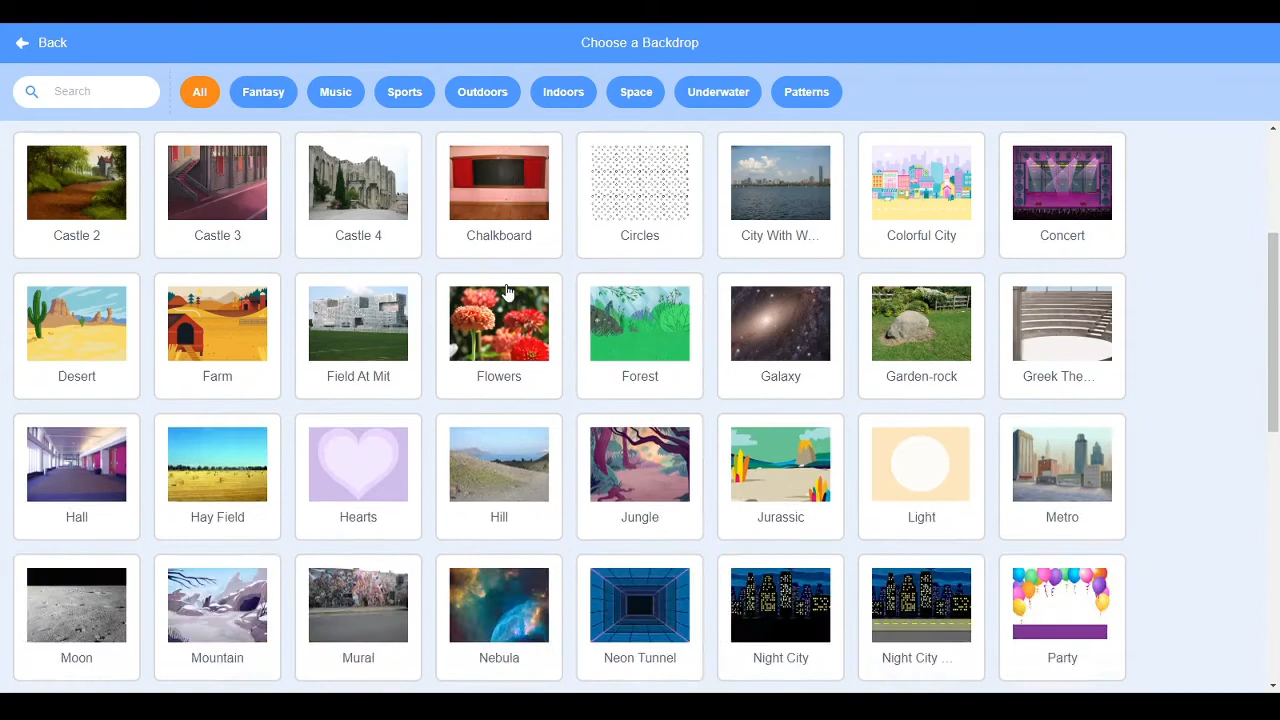 Back
Choose a Backdrop
Search
All
Fantasy
Music
Sports
Outdoors
Indoors
Space
Underwater
Patterns
Castle 2
Castle 3
Castle 4
Chalkboard
Circles
City With W...
Colorful City
Concert
Desert
Farm
Field At Mit
Flowers
Forest
Galaxy
Garden-rock
Greek The...
Hall
Hay Field
Hearts
Hill
Jungle
Jurassic
Light
Metro
Moon
Mountain
Mural
Nebula
Neon Tunnel
Night City
Night City ...
Party